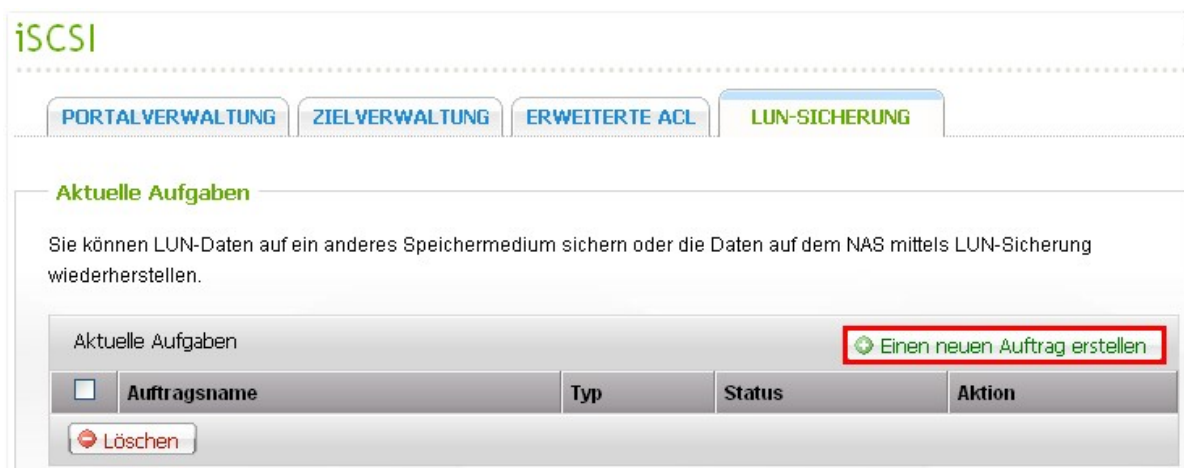 iSCSI
PORTALVERWALTUNG ZIELVERWALTUNG ERWEITERTE ACL LUN-SICHERUNG
Aktuelle Aufgaben
Sie können LUN-Daten auf ein anderes Speichermedium sichern oder die Daten auf dem NAS mittels LUN-Sicherung
wiederherstellen.
Aktuelle Aufgaben Einen neuen Auftrag erstellen
Auftragsname Typ Status Aktion
Löschen